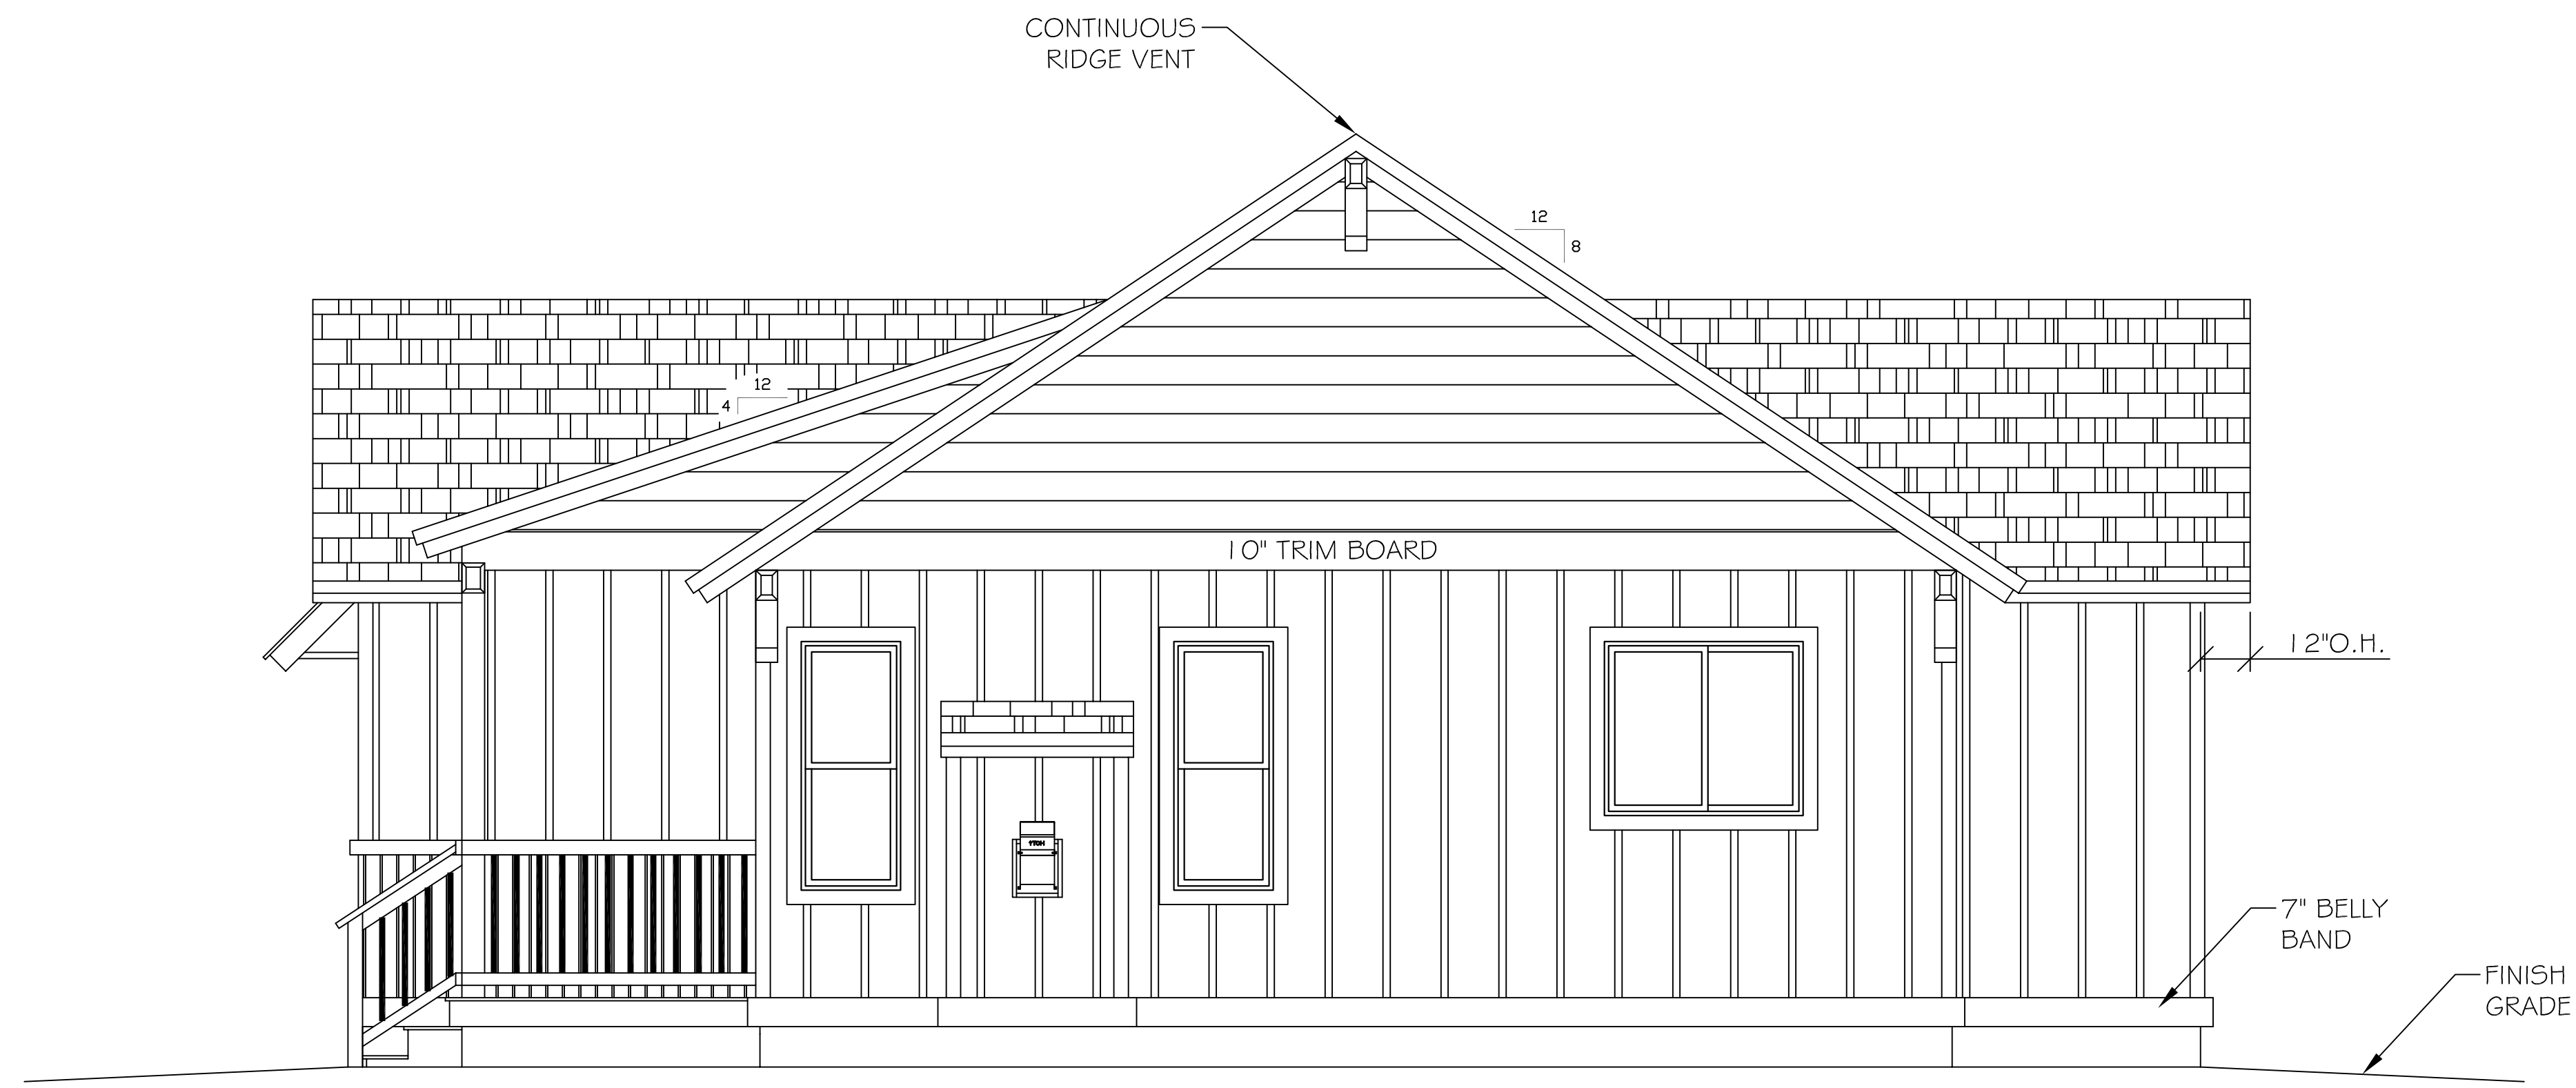 CONTINUOUS
RIDGE VENT
12
8
12
4
10" TRIM BOARD
12"O.H.
7" BELLY
BAND
FINISH
GRADE